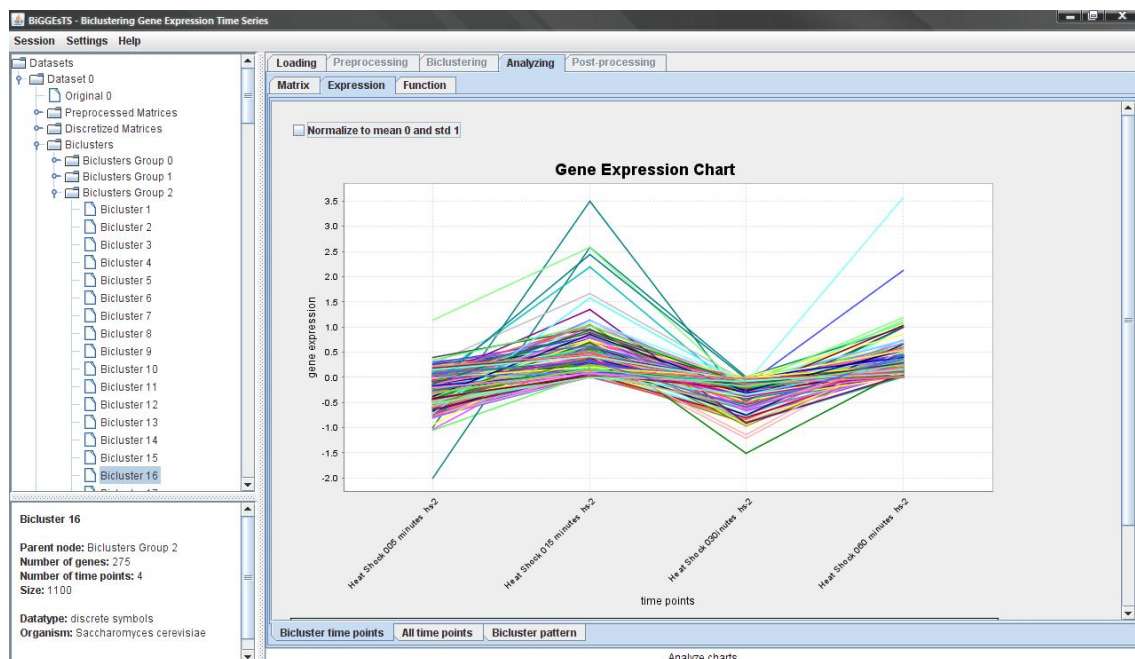 BiGGEsTS - Biclustering Gene Expression Time Series
Session Settings Help
Datasets
Dataset 0
Original 0
Preprocessed Matrices
Discretized Matrices
Biclusters
Biclusters Group 0
Biclusters Group 1
Biclusters Group 2
Bicluster 1
Bicluster 2
Bicluster 3
Bicluster 4
Bicluster 5
Bicluster 6
Bicluster 7
Bicluster 8
Bicluster 9
Bicluster 10
Bicluster 11
Bicluster 12
Bicluster 13
Bicluster 14
Bicluster 15
Bicluster 16
Bicluster 16
Parent node: Biclusters Group 2
Number of genes: 275
Number of time points: 4
Size: 1100
Datatype: discrete symbols
Organism: Saccharomyces cerevisiae
Loading Preprocessing Biclustering Analyzing Post-processing
Matrix Expression Function
Normalize to mean 0 and std 1
Gene Expression Chart
gene expression
3.5
3.0
2.5
2.0
1.5
1.0
0.5
0.0
-0.5
-1.0
-1.5
-2.0
Heat Shock 005 minutes hs-2
Heat Shock 015 minutes hs-2
Heat Shock 030inutes hs-2
Heat Shock 060 minutes hs-2
time points
Bicluster time points All time points Bicluster pattern
Analyze charts